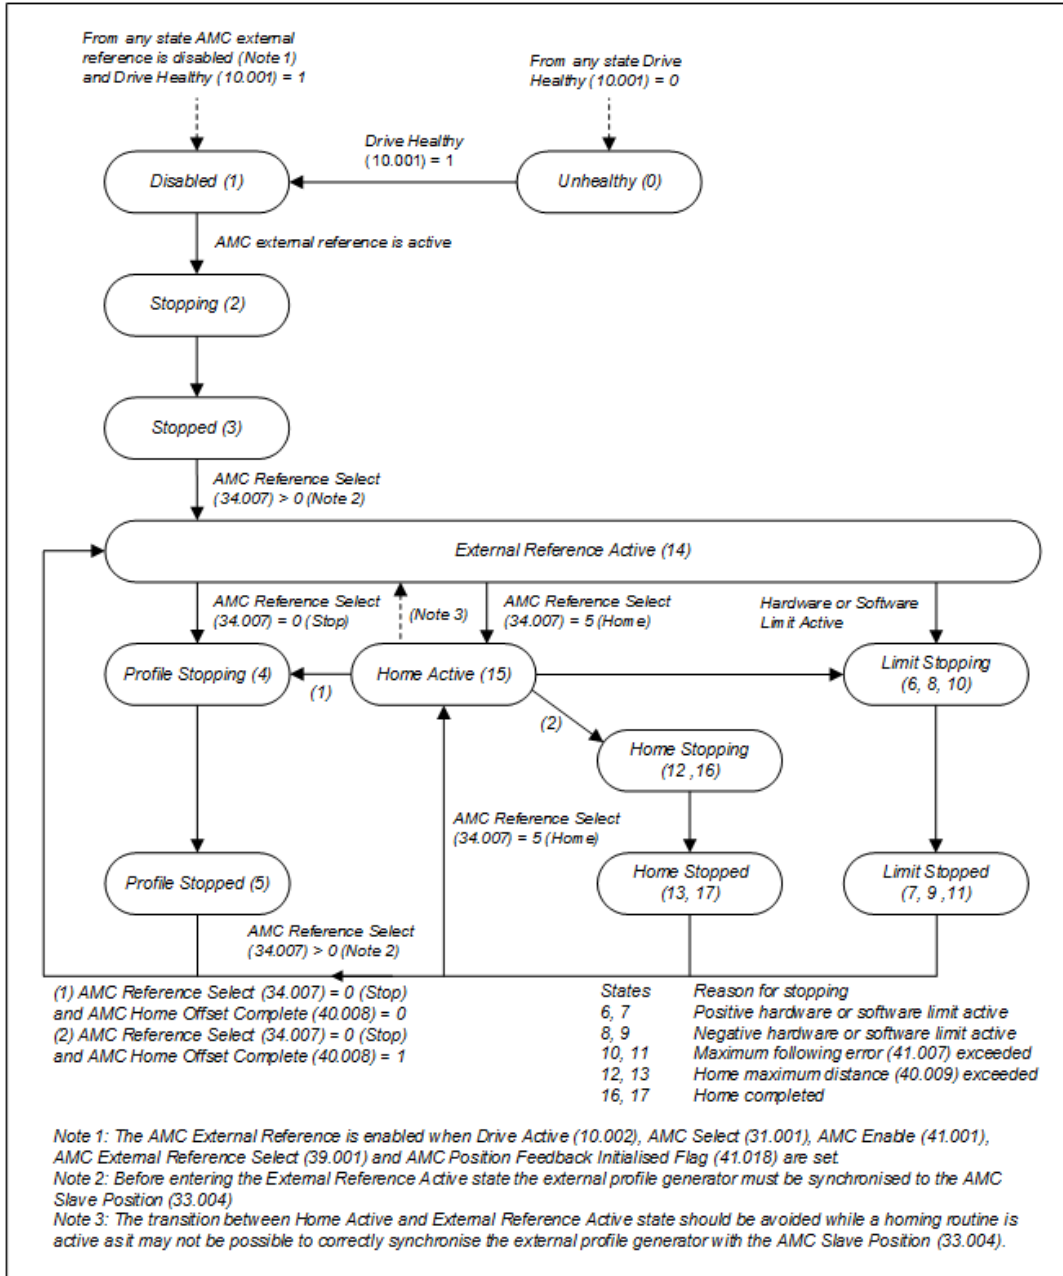 From any state AMC external
reference is disabled (Note 1)
and Drive Healthy (10.001) = 1
From any state Drive
Healthy (10.001) = 0
Drive Healthy
(10.001) = 1
Disabled (1)
Unhealthy (0)
AMC external reference is active
Stopping (2)
Stopped (3)
AMC Reference Select
(34.007) > 0 (Note 2)
External Reference Active (14)
AMC Reference Select
(34.007) = 0 (Stop)
(Note 3)
AMC Reference Select
(34.007) = 5 (Home)
Hardware or Software
Limit Active
Profile Stopping (4)
(1)
Home Active (15)
Limit Stopping
(6, 8, 10)
(2)
Home Stopping
(12 ,16)
AMC Reference Select
(34.007) = 5 (Home)
Profile Stopped (5)
Home Stopped
(13, 17)
Limit Stopped
(7, 9 ,11)
AMC Reference Select
(34.007) > 0 (Note 2)
(1) AMC Reference Select (34.007) = 0 (Stop)
and AMC Home Offset Complete (40.008) = 0
(2) AMC Reference Select (34.007) = 0 (Stop)
and AMC Home Offset Complete (40.008) = 1
States Reason for stopping
6, 7 Positive hardware or software limit active
8, 9 Negative hardware or software limit active
10, 11 Maximum following error (41.007) exceeded
12, 13 Home maximum distance (40.009) exceeded
16, 17 Home completed
Note 1: The AMC External Reference is enabled when Drive Active (10.002), AMC Select (31.001), AMC Enable (41.001),
AMC External Reference Select (39.001) and AMC Position Feedback Initialised Flag (41.018) are set.
Note 2: Before entering the External Reference Active state the external profile generator must be synchronised to the AMC
Slave Position (33.004)
Note 3: The transition between Home Active and External Reference Active state should be avoided while a homing routine is
active as it may not be possible to correctly synchronise the external profile generator with the AMC Slave Position (33.004).